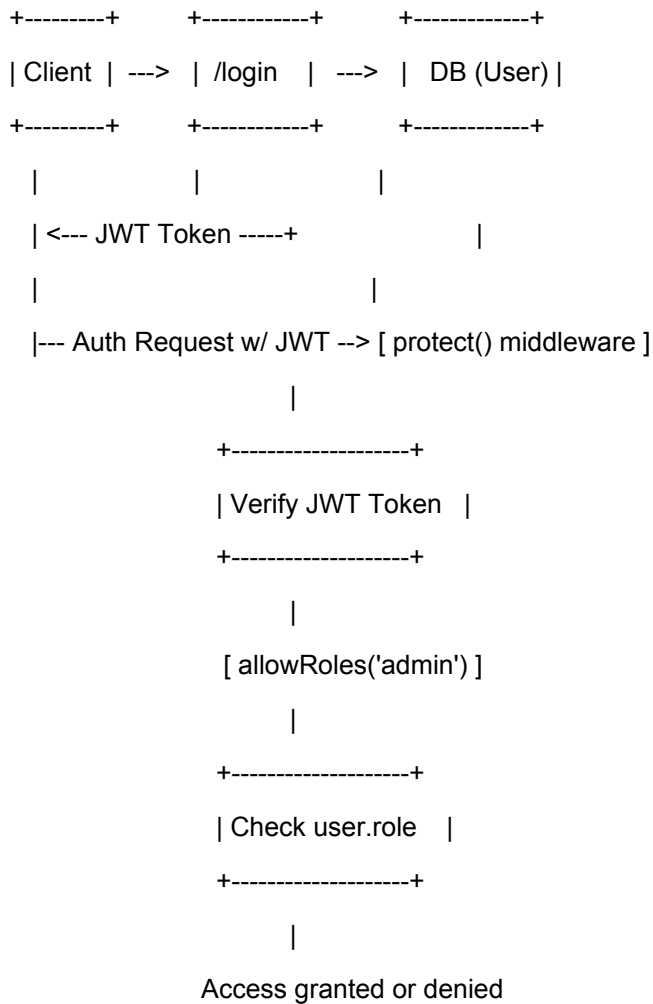 +---------+ +------------+ +-------------+
| Client | ---> | /login | ---> | DB (User) |
+---------+ +------------+ +-------------+
| | |
| <--- JWT Token -----+ |
| |
|--- Auth Request w/ JWT --> [ protect() middleware ]
|
+--------------------+
| Verify JWT Token |
+--------------------+
|
[ allowRoles('admin') ]
|
+--------------------+
| Check user.role |
+--------------------+
|
Access granted or denied